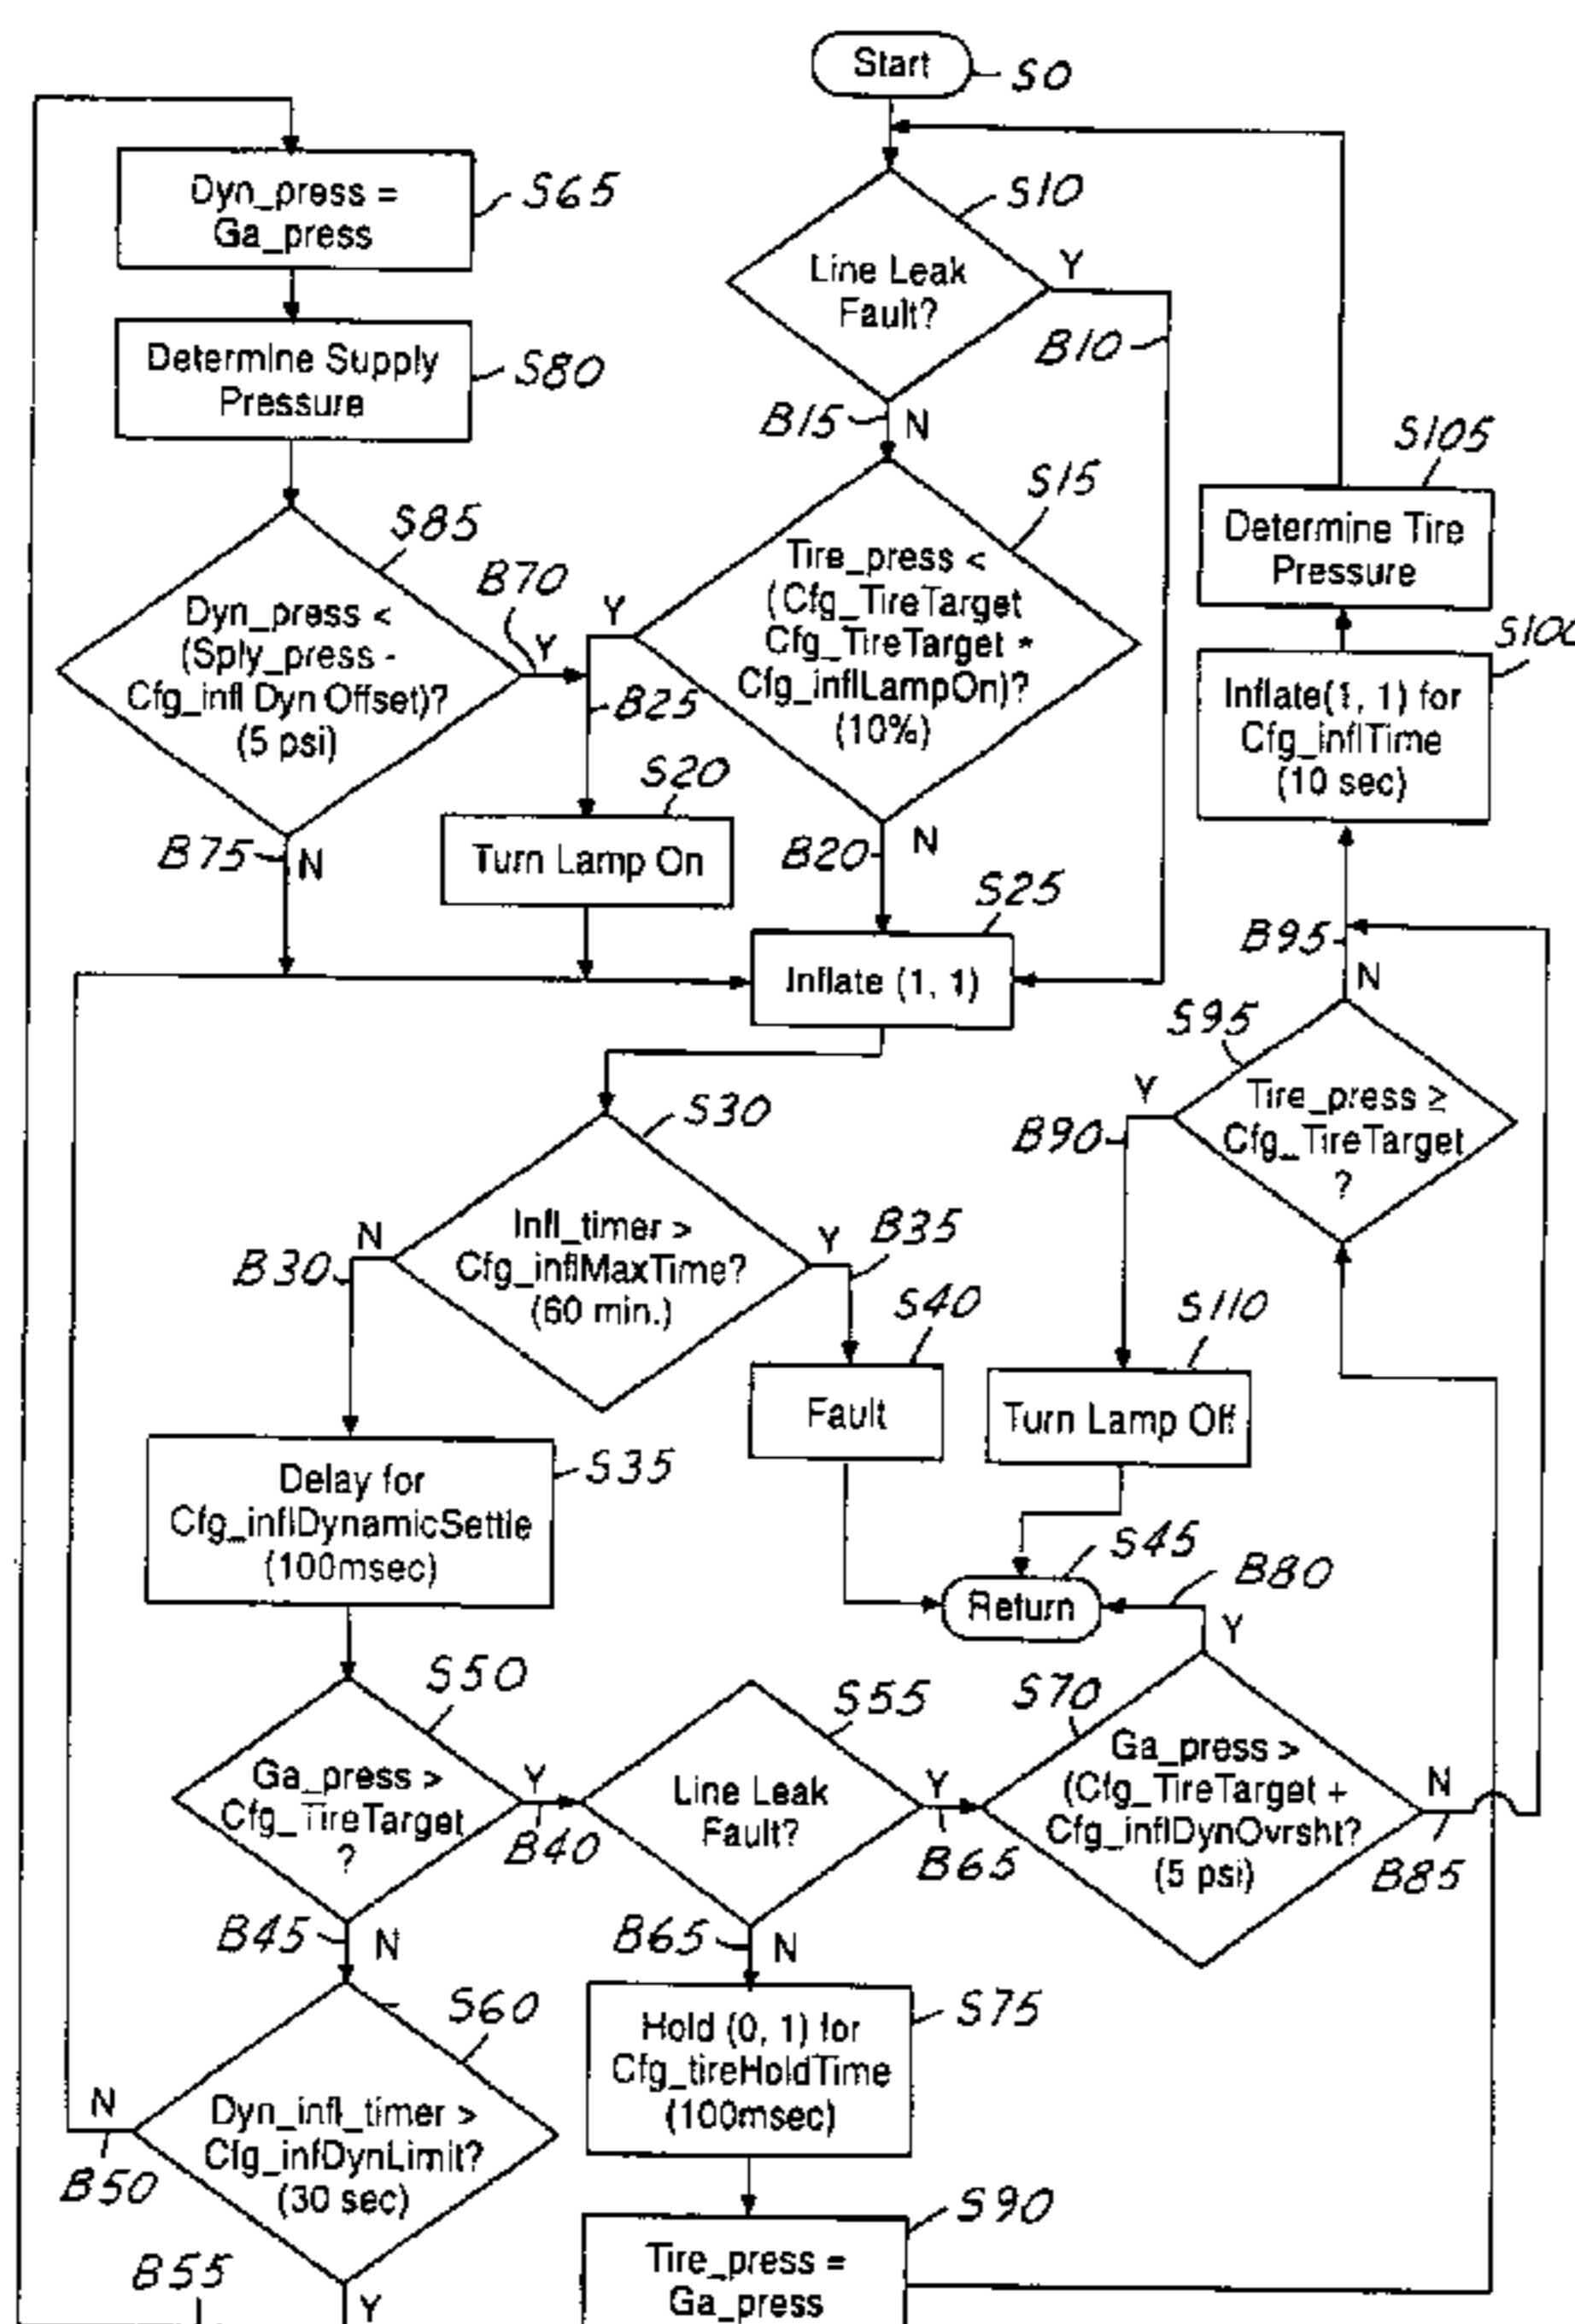 Start
S0
Dyn_press =
Ga_press
S65
S10
Line Leak
Fault?
Y
B10
Determine Supply
Pressure
S80
B15
N
S105
Determine Tire
Pressure
S15
Tire_press <
(Cfg_TireTarget
Cfg_TireTarget *
Cfg_inflLampOn)?
(10%)
Y
B25
S85
Dyn_press <
(Sply_press -
Cfg_infl Dyn Offset)?
(5 psi)
B70
Y
S100
Inflate(1, 1) for
Cfg_inflTime
(10 sec)
S20
Turn Lamp On
B75
N
B20
N
S25
Inflate (1, 1)
B95
N
S95
Tire_press ≥
Cfg_TireTarget
?
Y
B90
S30
Infl_timer >
Cfg_inflMaxTime?
(60 min.)
N
B30
Y
B35
S40
Fault
S110
Turn Lamp Off
S35
Delay for
Cfg_inflDynamicSettle
(100msec)
S45
Return
B80
Y
S50
Ga_press >
Cfg_TireTarget
?
Y
B40
S55
Line Leak
Fault?
Y
B65
S70
Ga_press >
(Cfg_TireTarget +
Cfg_inflDynOvrsht?
(5 psi)
N
B85
B45
N
B65
N
S60
Dyn_infl_timer >
Cfg_infDynLimit?
(30 sec)
N
B50
S75
Hold (0, 1) for
Cfg_tireHoldTime
(100msec)
S90
Tire_press =
Ga_press
B55
Y